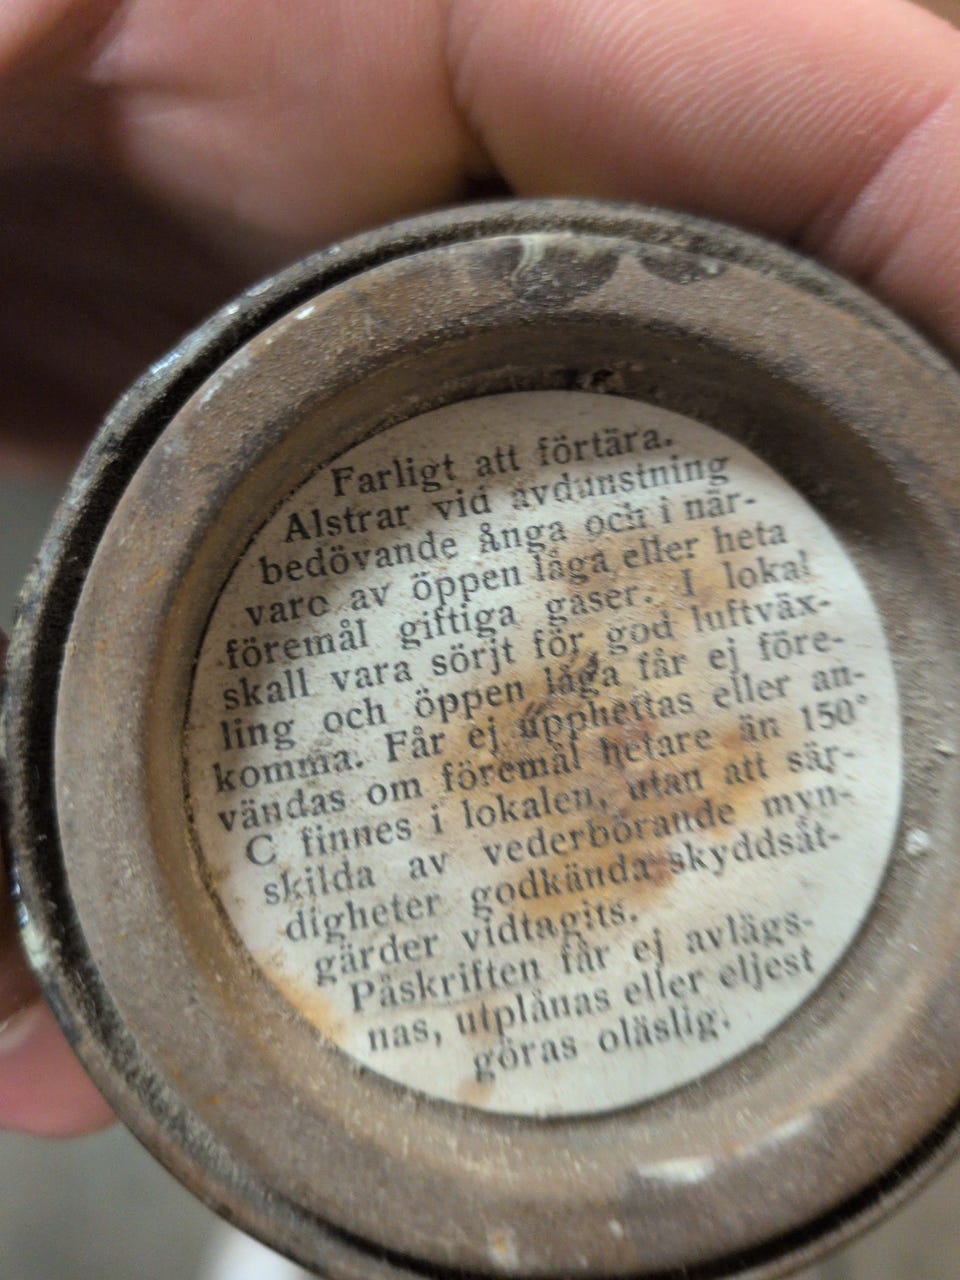 Farligt att förtära.
Alstrar vid avdunstning
bedövande ånga och i när-
varo av öppen låga eller heta
föremål giftiga gaser. I lokal
skall vara sörjt för god luftväx-
ling och öppen låga får ej före-
komma. Får ej upphettas eller an-
vändas om föremål hetare än 150°
C finnes i lokalen, utan att sär-
skilda av vederbörande myn-
digheter godkända skyddsåt-
gärder vidtagits.
Påskriften får ej avlägs-
nas, utplånas eller eljest
göras oläslig.